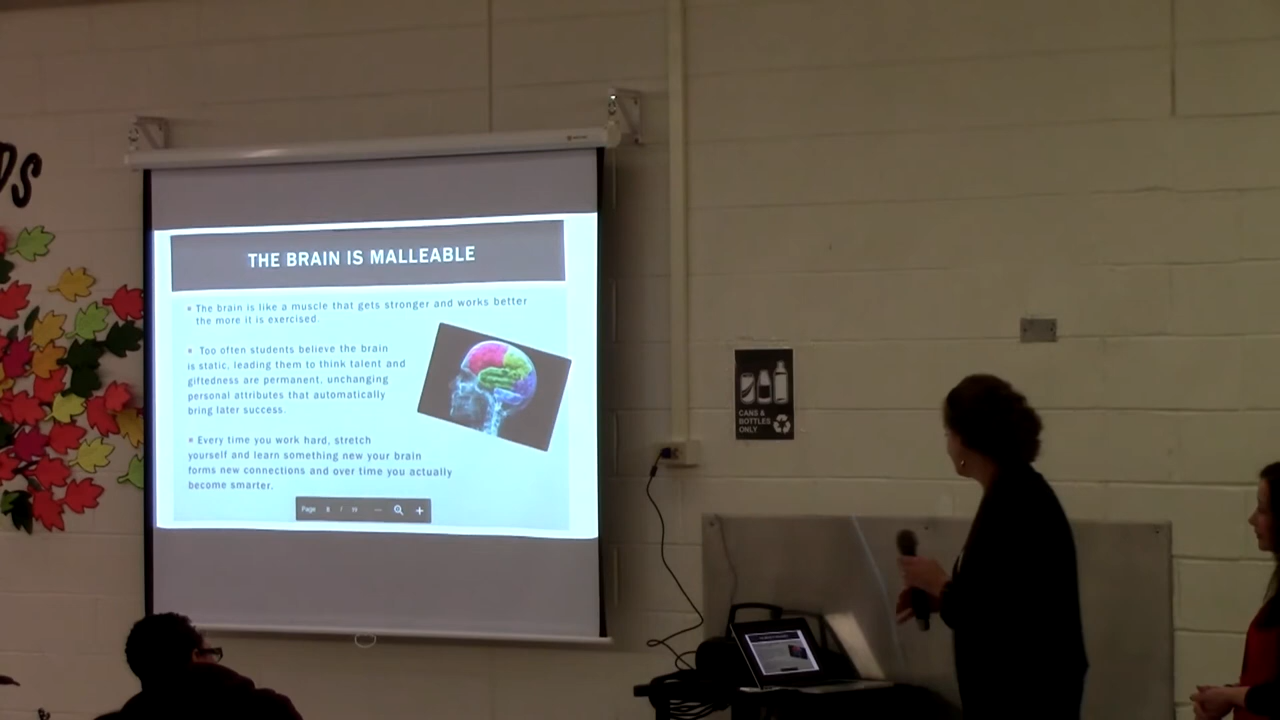 DS
THE BRAIN IS MALLEABLE
The brain is like a muscle that gets stronger and works better
the more it is exercised.
Too often students believe the brain
is static, leading them to think talent and
giftedness are permanent, unchanging
personal attributes that automatically
bring later success.
Every time you work hard, stretch
yourself and learn something new your brain
forms new connections and over time you actually
become smarter.
Page 8 /
CANS &
BOTTLES
ONLY